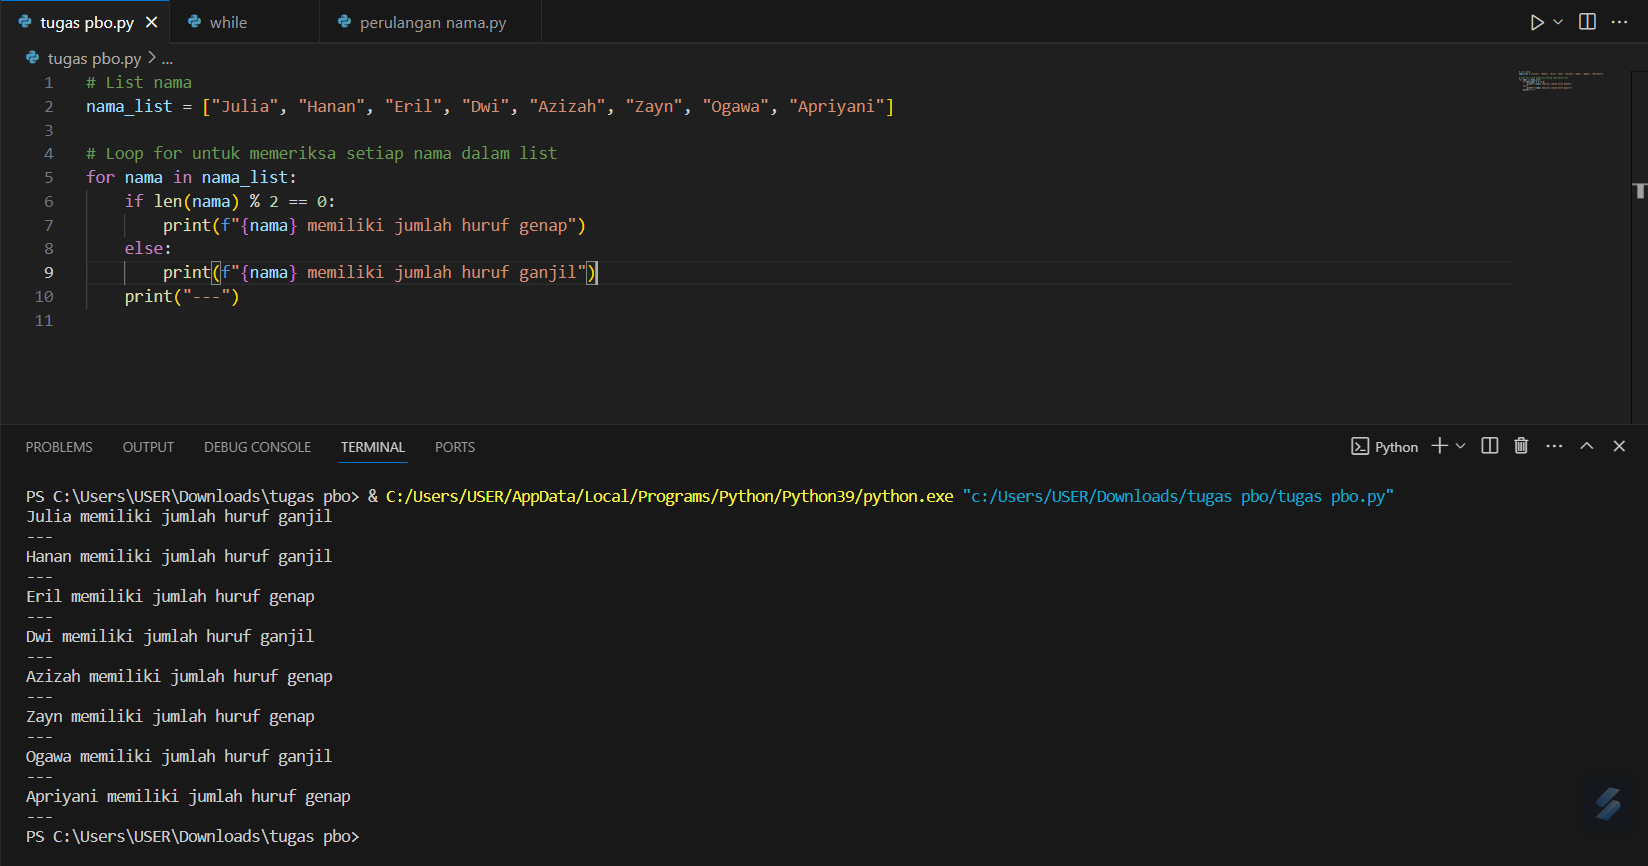 tugas pbo.py
while
perulangan nama.py
tugas pbo.py > ...
1 # List nama
2 nama_list = ["Julia", "Hanan", "Eril", "Dwi", "Azizah", "Zayn", "Ogawa", "Apriyani"]
3
4 # Loop for untuk memeriksa setiap nama dalam list
5 for nama in nama_list:
6     if len(nama) % 2 == 0:
7         print(f"{nama} memiliki jumlah huruf genap")
8     else:
9         print(f"{nama} memiliki jumlah huruf ganjil")
10     print("---")
11
PROBLEMS OUTPUT DEBUG CONSOLE TERMINAL PORTS
Python
PS C:\Users\USER\Downloads\tugas pbo> & C:/Users/USER/AppData/Local/Programs/Python/Python39/python.exe "c:/Users/USER/Downloads/tugas pbo/tugas pbo.py"
Julia memiliki jumlah huruf ganjil
---
Hanan memiliki jumlah huruf ganjil
---
Eril memiliki jumlah huruf genap
---
Dwi memiliki jumlah huruf ganjil
---
Azizah memiliki jumlah huruf genap
---
Zayn memiliki jumlah huruf genap
---
Ogawa memiliki jumlah huruf ganjil
---
Apriyani memiliki jumlah huruf genap
---
PS C:\Users\USER\Downloads\tugas pbo>